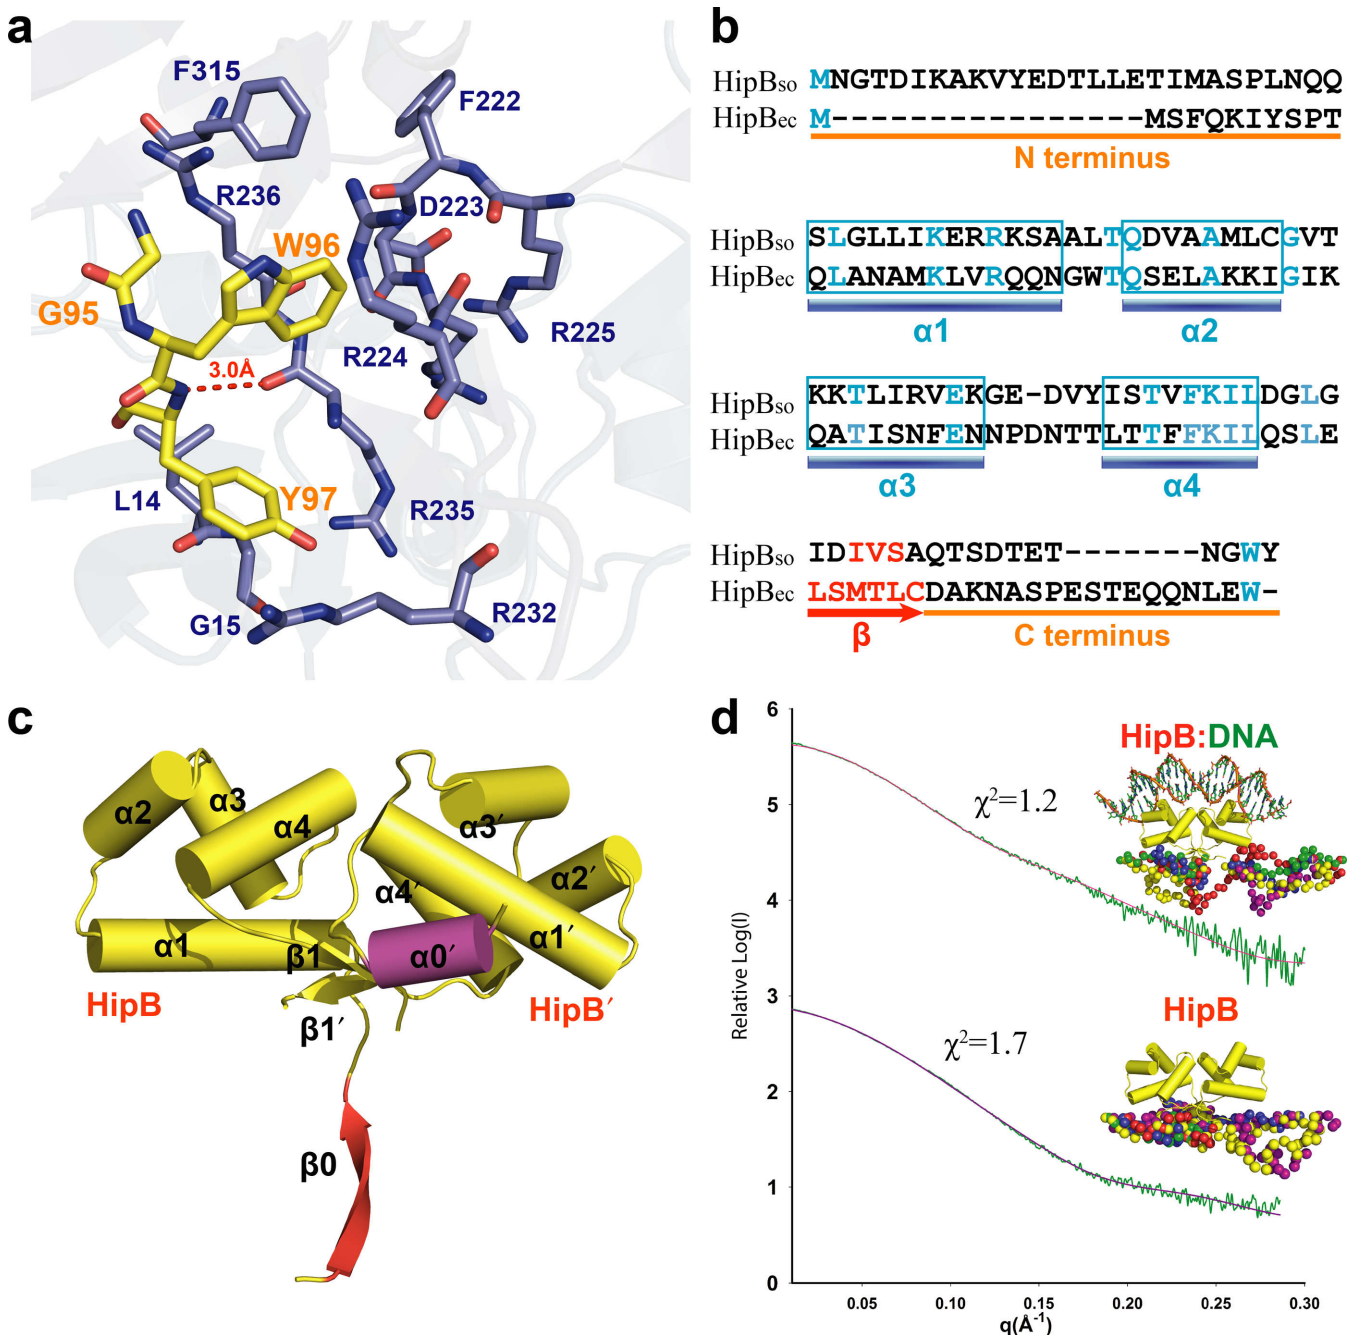 a
F315
F222
R236
D223
W96
G95
R225
R224
3.0Å
L14
Y97
R235
G15
R232
b
HipBso MNGTDIKAKVYEDTLLETIMASPLNQQ
HipBec M----------------MSFQKIYSPT
N terminus
HipBso SLGLLIKERRKSAALTQDVAAMLCGVT
HipBec QLANAMKLVRQQNGWTQSELAKKIGIK
α1 α2
HipBso KKTLIRVEKGE-DVYISTVFKILDGLG
HipBec QATISNFENNPDNTTLTTFFKILQSLE
α3 α4
HipBso IDIVSAQTSDTET-------NGWY
HipBec LSMTLCDAKNASPESTEQQNLEW-
β C terminus
c
α2 α3 α4 α3′
α4′ α2′
α1 β1 α0′ α1′
HipB HipB′
β1′
β0
d
6
5
4
3
2
1
0
Relative Log(I)
HipB:DNA
χ²=1.2
HipB
χ²=1.7
0.05 0.10 0.15 0.20 0.25 0.30
q(Å⁻¹)